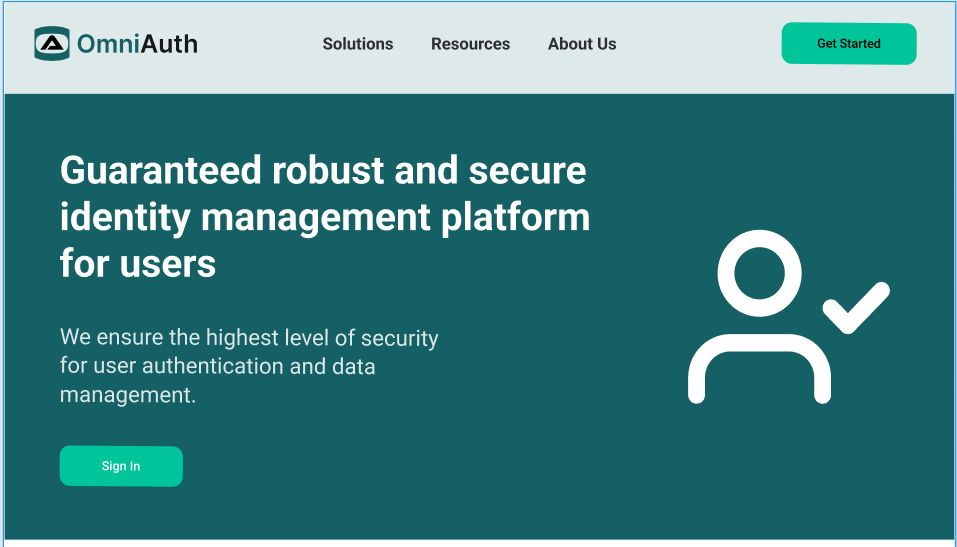 OmniAuth
Solutions
Resources
About Us
Get Started
Guaranteed robust and secure
identity management platform
for users
We ensure the highest level of security
for user authentication and data
management.
Sign In